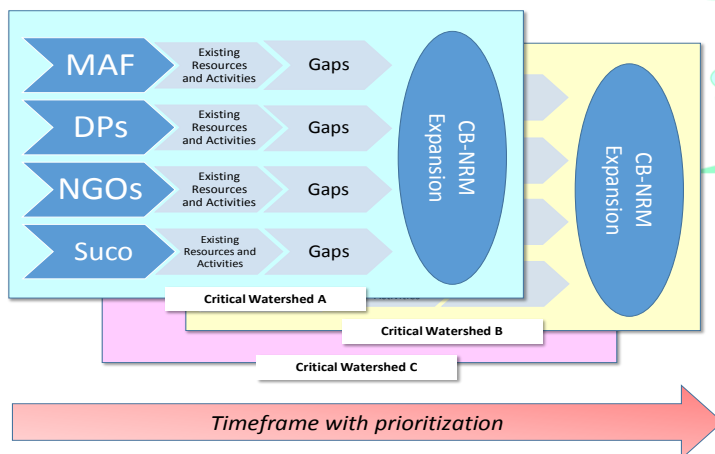 MAF
Existing
Resources
and Activities
Gaps
DPs
Existing
Resources
and Activities
Gaps
NGOs
Existing
Resources
and Activities
Gaps
Suco
Existing
Resources and
Activities
Gaps
CB-NRM
Expansion
CB-NRM
Expansion
Critical Watershed A
Critical Watershed B
Critical Watershed C
Timeframe with prioritization